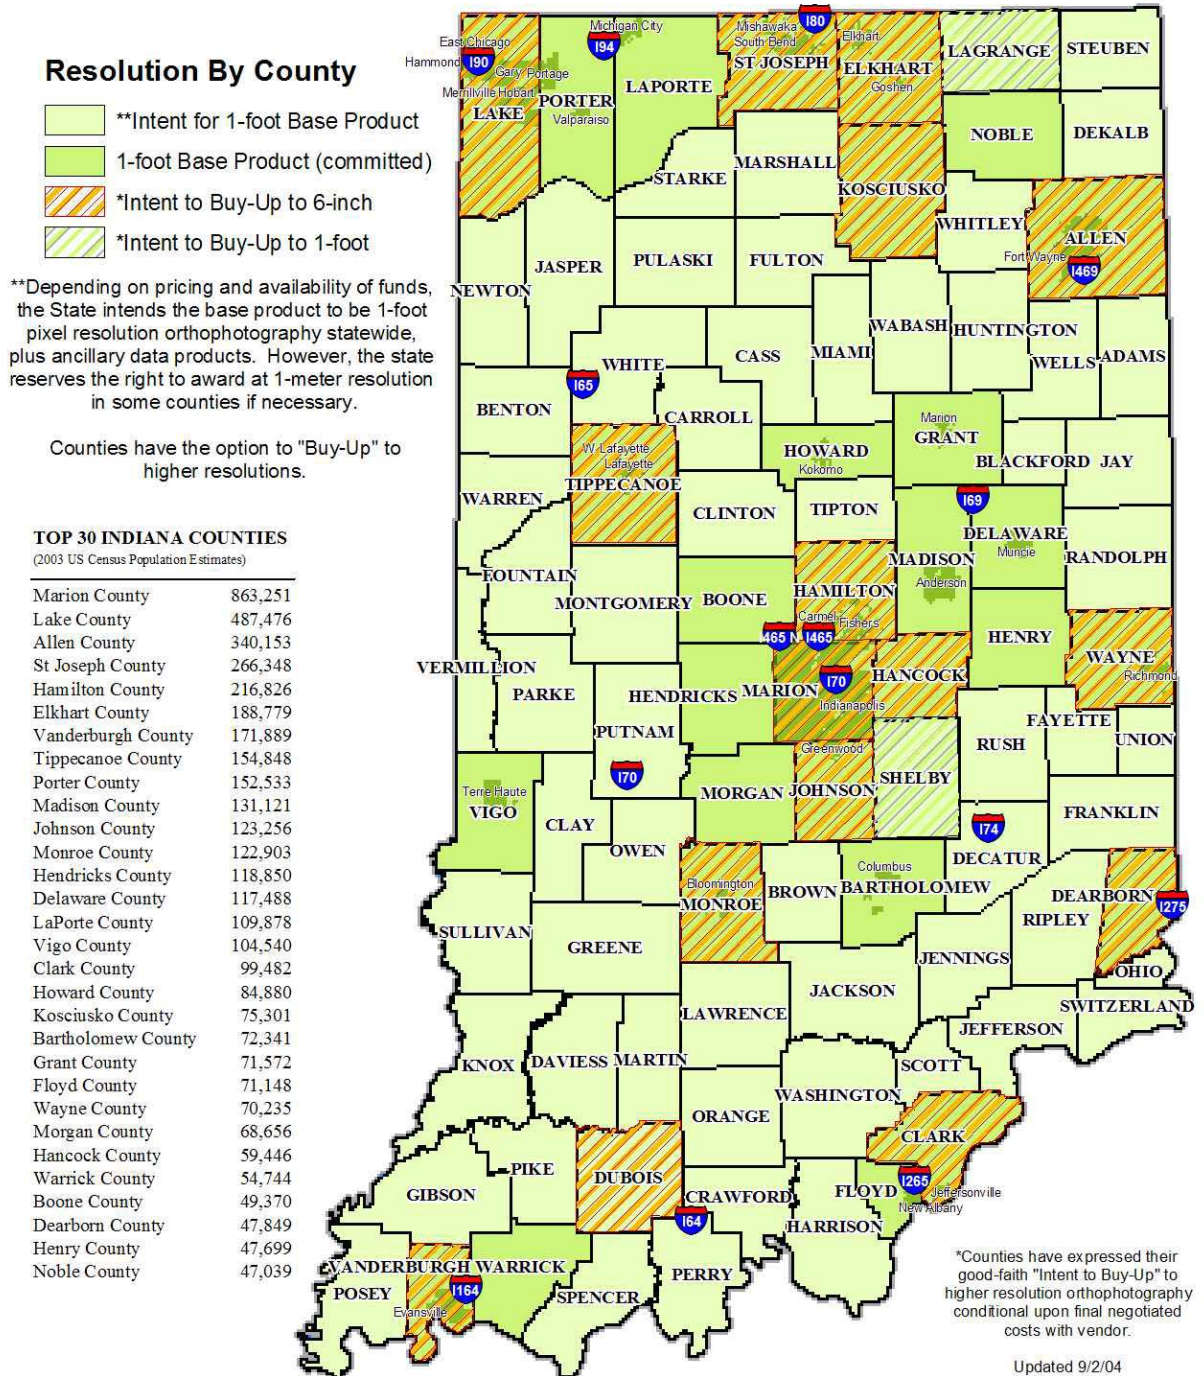 Resolution By County
**Intent for 1-foot Base Product
1-foot Base Product (committed)
*Intent to Buy-Up to 6-inch
*Intent to Buy-Up to 1-foot
**Depending on pricing and availability of funds,
the State intends the base product to be 1-foot
pixel resolution orthophotography statewide,
plus ancillary data products. However, the state
reserves the right to award at 1-meter resolution
in some counties if necessary.
Counties have the option to "Buy-Up" to
higher resolutions.
TOP 30 INDIANA COUNTIES
(2003 US Census Population Estimates)
Marion County 863,251
Lake County 487,476
Allen County 340,153
St Joseph County 266,348
Hamilton County 216,826
Elkhart County 188,779
Vanderburgh County 171,889
Tippecanoe County 154,848
Porter County 152,533
Madison County 131,121
Johnson County 123,256
Monroe County 122,903
Hendricks County 118,850
Delaware County 117,488
LaPorte County 109,878
Vigo County 104,540
Clark County 99,482
Howard County 84,880
Kosciusko County 75,301
Bartholomew County 72,341
Grant County 71,572
Floyd County 71,148
Wayne County 70,235
Morgan County 68,656
Hancock County 59,446
Warrick County 54,744
Boone County 49,370
Dearborn County 47,849
Henry County 47,699
Noble County 47,039
Michigan City
Mishawaka
I80
East Chicago
I94
South Bend
Elkhart
LAGRANGE
STEUBEN
Hammond
I90
ST JOSEPH
ELKHART
Gary
Portage
LAPORTE
Goshen
Merrillville
Hobart
PORTER
LAKE
Valparaiso
NOBLE
DEKALB
MARSHALL
STARKE
KOSCIUSKO
WHITLEY
ALLEN
Fort Wayne
I469
JASPER
PULASKI
FULTON
NEWTON
WABASH
HUNTINGTON
MIAMI
CASS
WHITE
WELLS
ADAMS
I65
BENTON
CARROLL
Marion
GRANT
W. Lafayette
Lafayette
HOWARD
Kokomo
BLACKFORD
JAY
TIPPECANOE
WARREN
CLINTON
TIPTON
I69
DELAWARE
Muncie
RANDOLPH
MADISON
Anderson
FOUNTAIN
MONTGOMERY
BOONE
HAMILTON
Carmel
Fishers
I465 N
I465
HENRY
WAYNE
Richmond
VERMILLION
PARKE
HENDRICKS
MARION
I70
HANCOCK
Indianapolis
PUTNAM
FAYETTE
RUSH
UNION
Greenwood
I70
SHELBY
Terre Haute
VIGO
MORGAN
JOHNSON
FRANKLIN
CLAY
I74
OWEN
DECATUR
Columbus
Bloomington
MONROE
BROWN
BARTHOLOMEW
DEARBORN
I275
RIPLEY
SULLIVAN
GREENE
JENNINGS
OHIO
JACKSON
SWITZERLAND
LAWRENCE
JEFFERSON
KNOX
DAVIESS
MARTIN
SCOTT
WASHINGTON
ORANGE
CLARK
PIKE
DUBOIS
GIBSON
CRAWFORD
FLOYD
I265
Jeffersonville
New Albany
I64
HARRISON
VANDERBURGH
WARRICK
PERRY
POSEY
I164
SPENCER
Evansville
*Counties have expressed their
good-faith "Intent to Buy-Up" to
higher resolution orthophotography
conditional upon final negotiated
costs with vendor.
Updated 9/2/04